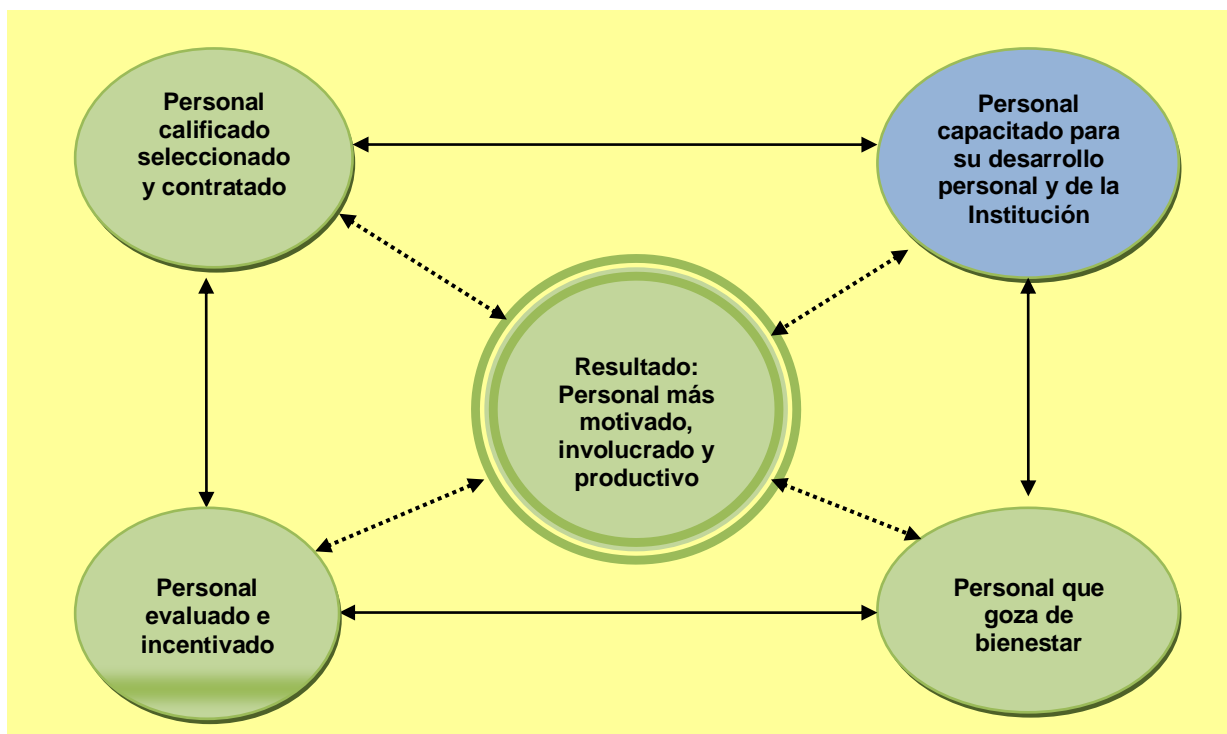 Personal
calificado
seleccionado
y contratado
Personal
capacitado para
su desarrollo
personal y de la
Institución
Resultado:
Personal más
motivado,
involucrado y
productivo
Personal
evaluado e
incentivado
Personal que
goza de
bienestar